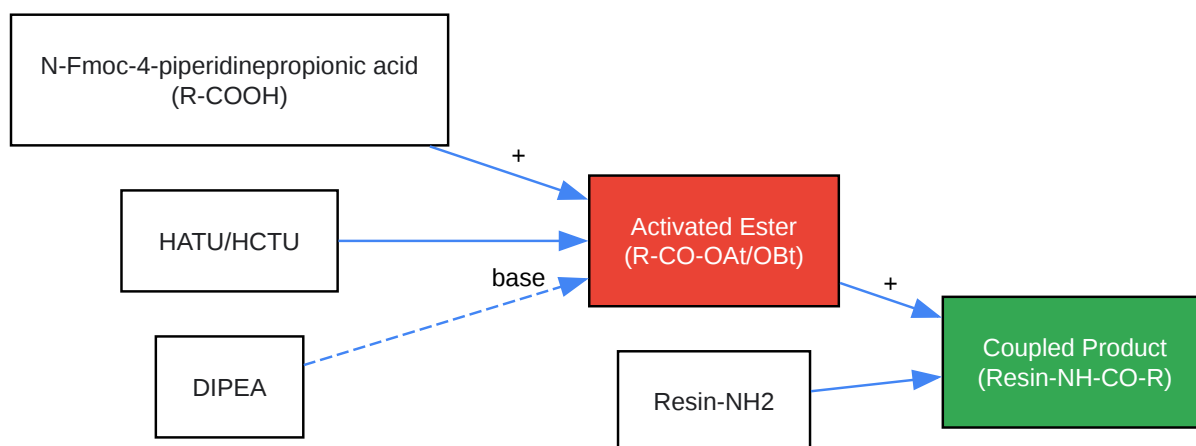 N-Fmoc-4-piperidinepropionic acid
(R-COOH)
+
HATU/HCTU
Activated Ester
(R-CO-OAt/OBt)
base
+
DIPEA
Resin-NH2
Coupled Product
(Resin-NH-CO-R)